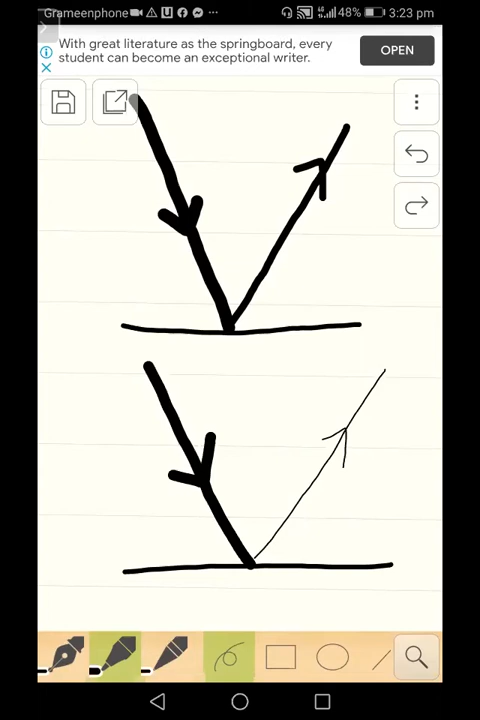 Grameenphone ... 48% 3:23 pm
With great literature as the springboard, every
student can become an exceptional writer.
OPEN